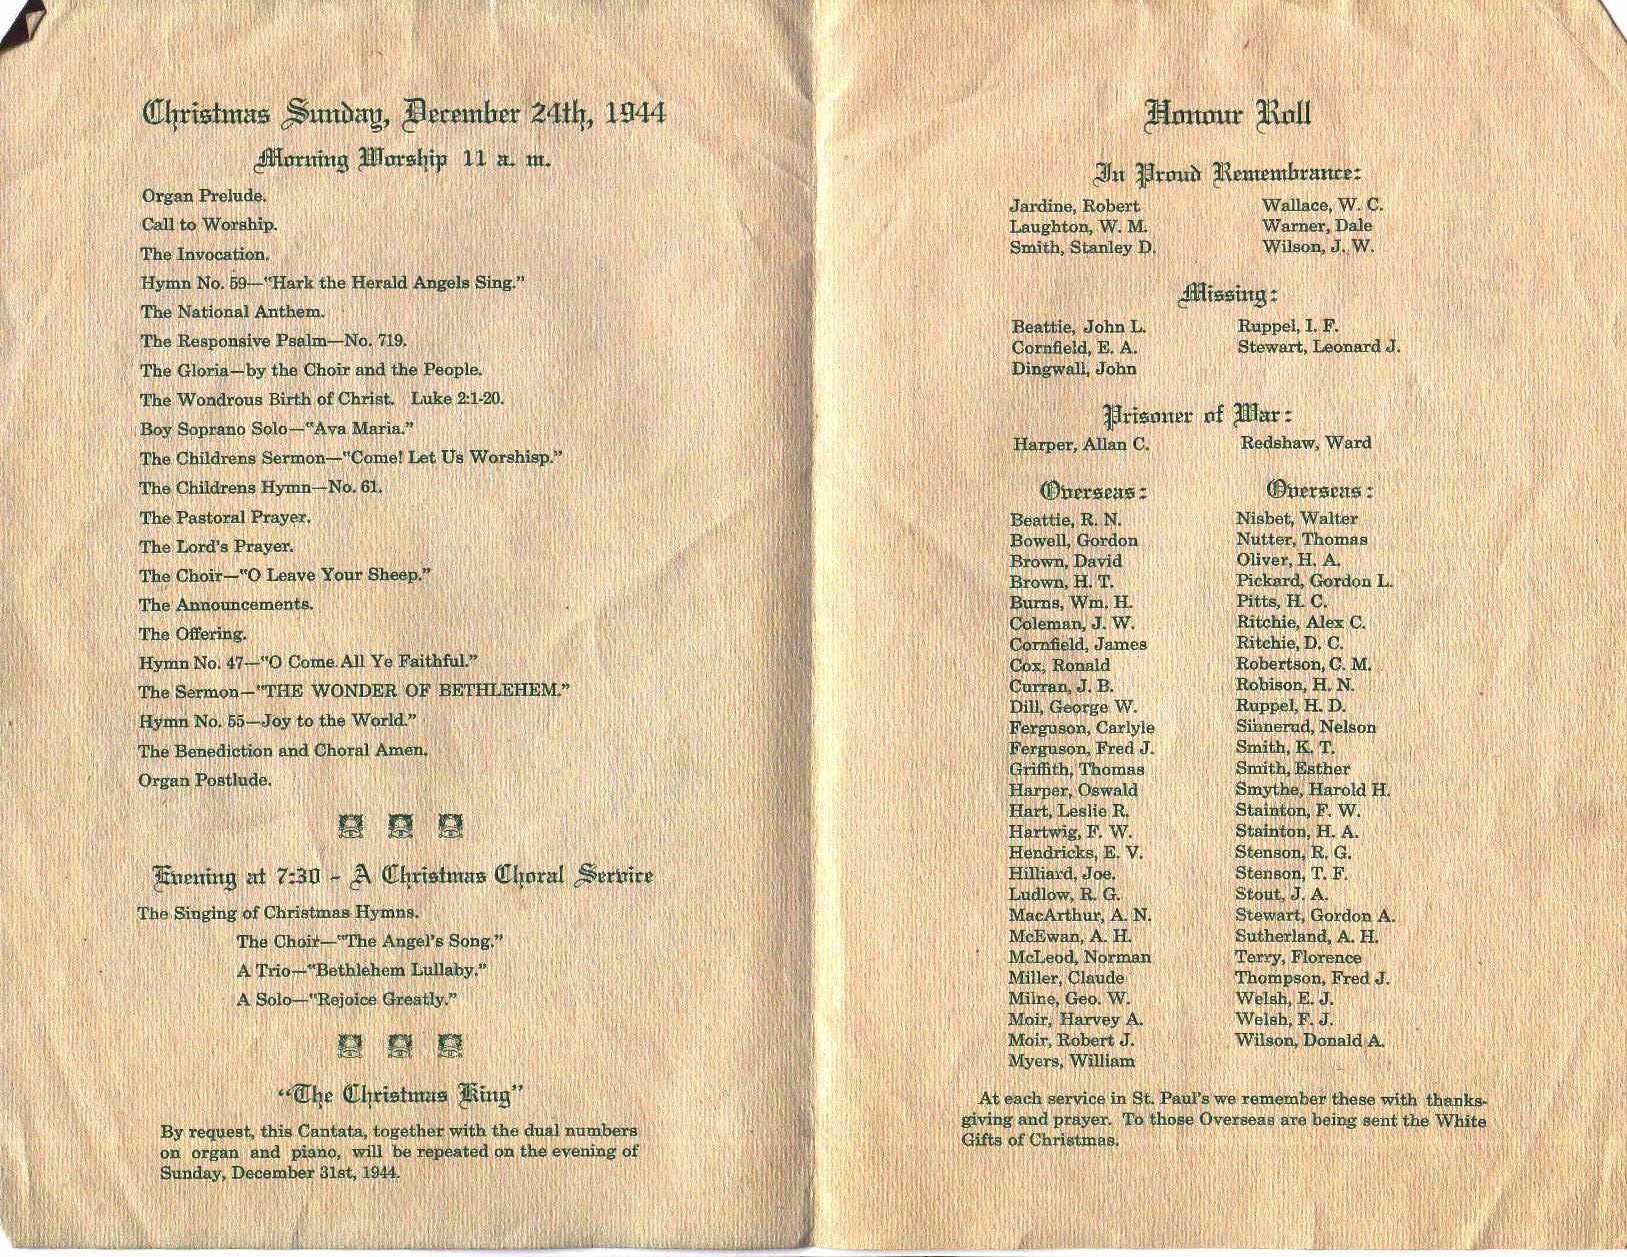 Christmas Sunday, December 24th, 1944
Morning Worship 11 a. m.
Organ Prelude.
Call to Worship.
The Invocation.
Hymn No. 59—"Hark the Herald Angels Sing."
The National Anthem.
The Responsive Psalm—No. 719.
The Gloria—by the Choir and the People.
The Wondrous Birth of Christ. Luke 2:1-20.
Boy Soprano Solo—"Ava Maria."
The Childrens Sermon—"Come! Let Us Worshisp."
The Childrens Hymn—No. 61.
The Pastoral Prayer.
The Lord's Prayer.
The Choir—"O Leave Your Sheep."
The Announcements.
The Offering.
Hymn No. 47—"O Come All Ye Faithful."
The Sermon—"THE WONDER OF BETHLEHEM."
Hymn No. 55—Joy to the World."
The Benediction and Choral Amen.
Organ Postlude.
Evening at 7:30 - A Christmas Choral Service
The Singing of Christmas Hymns.
The Choir—"The Angel's Song."
A Trio—"Bethlehem Lullaby."
A Solo—"Rejoice Greatly."
"The Christmas King"
By request, this Cantata, together with the dual numbers
on organ and piano, will be repeated on the evening of
Sunday, December 31st, 1944.
Honour Roll
In Proud Remembrance:
Jardine, Robert
Laughton, W. M.
Smith, Stanley D.
Wallace, W. C.
Warner, Dale
Wilson, J. W.
Missing:
Beattie, John L.
Cornfield, E. A.
Dingwall, John
Ruppel, I. F.
Stewart, Leonard J.
Prisoner of War:
Harper, Allan C.
Redshaw, Ward
Overseas:
Beattie, R. N.
Bowell, Gordon
Brown, David
Brown, H. T.
Burns, Wm. H.
Coleman, J. W.
Cornfield, James
Cox, Ronald
Curran, J. B.
Dill, George W.
Ferguson, Carlyle
Ferguson, Fred J.
Griffith, Thomas
Harper, Oswald
Hart, Leslie R.
Hartwig, F. W.
Hendricks, E. V.
Hilliard, Joe.
Ludlow, R. G.
MacArthur, A. N.
McEwan, A. H.
McLeod, Norman
Miller, Claude
Milne, Geo. W.
Moir, Harvey A.
Moir, Robert J.
Myers, William
Overseas:
Nisbet, Walter
Nutter, Thomas
Oliver, H. A.
Pickard, Gordon L.
Pitts, H. C.
Ritchie, Alex C.
Ritchie, D. C.
Robertson, C. M.
Robison, H. N.
Ruppel, H. D.
Sinnerud, Nelson
Smith, K. T.
Smith, Esther
Smythe, Harold H.
Stainton, F. W.
Stainton, H. A.
Stenson, R. G.
Stenson, T. F.
Stout, J. A.
Stewart, Gordon A.
Sutherland, A. H.
Terry, Florence
Thompson, Fred J.
Welsh, E. J.
Welsh, F. J.
Wilson, Donald A.
At each service in St. Paul's we remember these with thanks-
giving and prayer. To those Overseas are being sent the White
Gifts of Christmas.